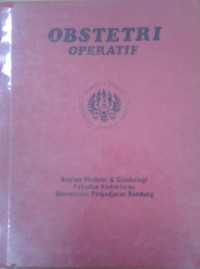 OBSTETRI
OPERATIF
Bagian Obstetri & Ginekologi
Fakultas Kedokteran
Universitas Padjadjaran Bandung